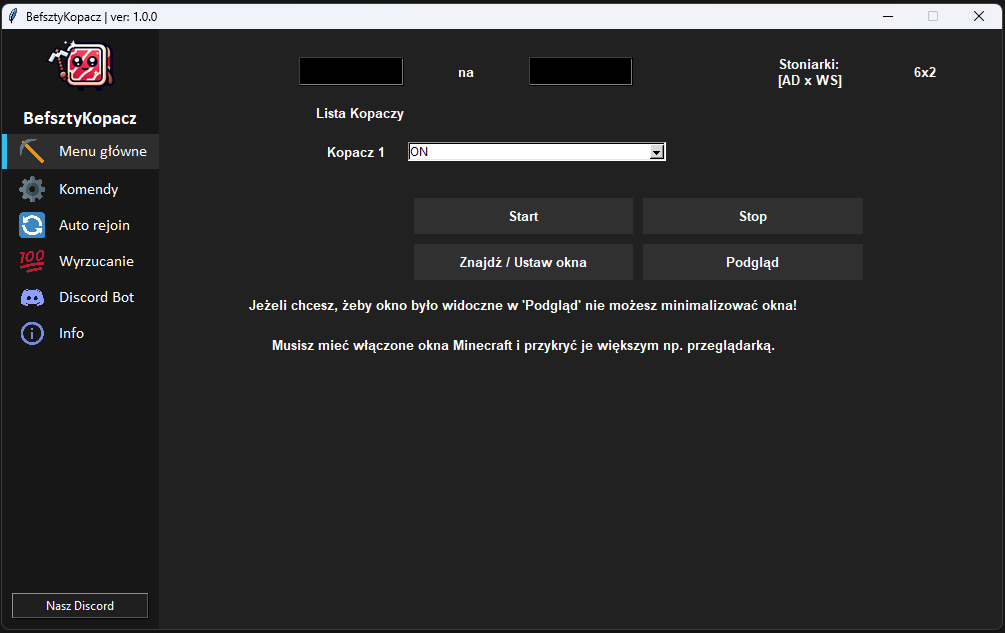 BefsztyKopacz | ver: 1.0.0
BefsztyKopacz
Menu główne
Komendy
Auto rejoin
100
Wyrzucanie
Discord Bot
Info
Nasz Discord
na
Stoniarki:
[AD x WS]
6x2
Lista Kopaczy
Kopacz 1
ON
Start
Stop
Znajdź / Ustaw okna
Podgląd
Jeżeli chcesz, żeby okno było widoczne w 'Podgląd' nie możesz minimalizować okna!
Musisz mieć włączone okna Minecraft i przykryć je większym np. przeglądarką.